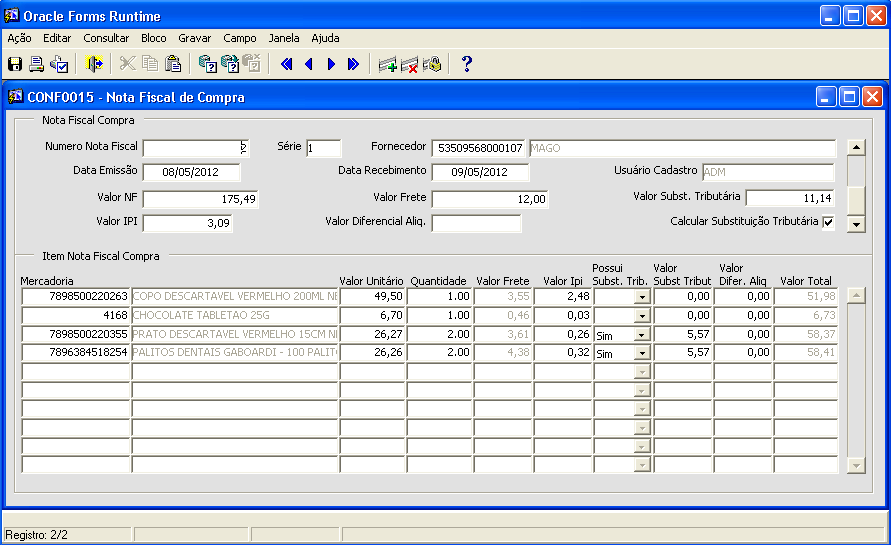 Oracle Forms Runtime
Ação Editar Consultar Bloco Gravar Campo Janela Ajuda
CONF0015 - Nota Fiscal de Compra
Nota Fiscal Compra
Numero Nota Fiscal 2 Série 1 Fornecedor 53509568000107 MAGO
Data Emissão 08/05/2012 Data Recebimento 09/05/2012 Usuário Cadastro ADM
Valor NF 175,49 Valor Frete 12,00 Valor Subst. Tributária 11,14
Valor IPI 3,09 Valor Diferencial Aliq. Calcular Substituição Tributária
Item Nota Fiscal Compra
Possui Valor Valor
Mercadoria Valor Unitário Quantidade Valor Frete Valor Ipi Subst. Trib. Subst Tribut Difer. Aliq Valor Total
7898500220263 COPO DESCARTAVEL VERMELHO 200ML 49,50 1.00 3,55 2,48 0,00 0,00 51,98
4168 CHOCOLATE TABLETAO 25G 6,70 1.00 0,46 0,03 0,00 0,00 6,73
7898500220355 PRATO DESCARTAVEL VERMELHO 15CM 26,27 2.00 3,61 0,26 Sim 5,57 0,00 58,37
7896384518254 PALITOS DENTAIS GABOARDI - 100 PALIT 26,26 2.00 4,38 0,32 Sim 5,57 0,00 58,41
Registro: 2/2